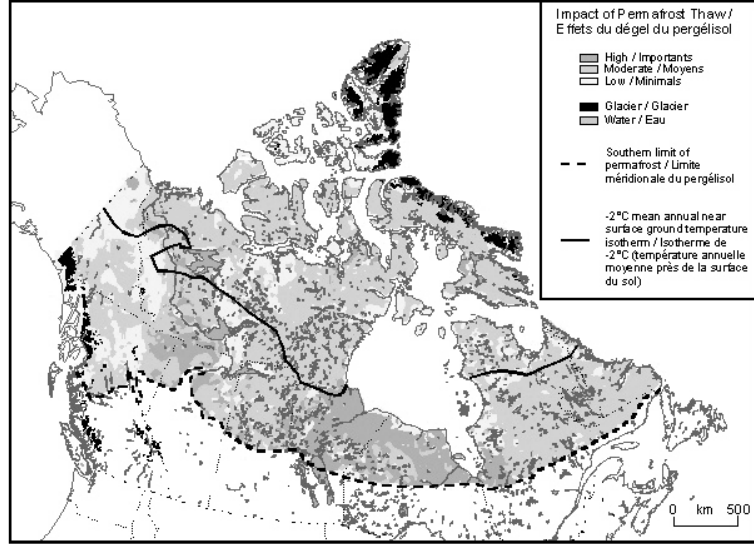 Impact of Permafrost Thaw /
Effets du dégel du pergélisol
High / Importants
Moderate / Moyens
Low / Minimals
Glacier / Glacier
Water / Eau
Southern limit of
permafrost / Limite
méridionale du pergélisol
-2°C mean annual near
surface ground temperature
isotherm / Isotherme de
-2°C (température annuelle
moyenne près de la surface
du sol)
0 km 500